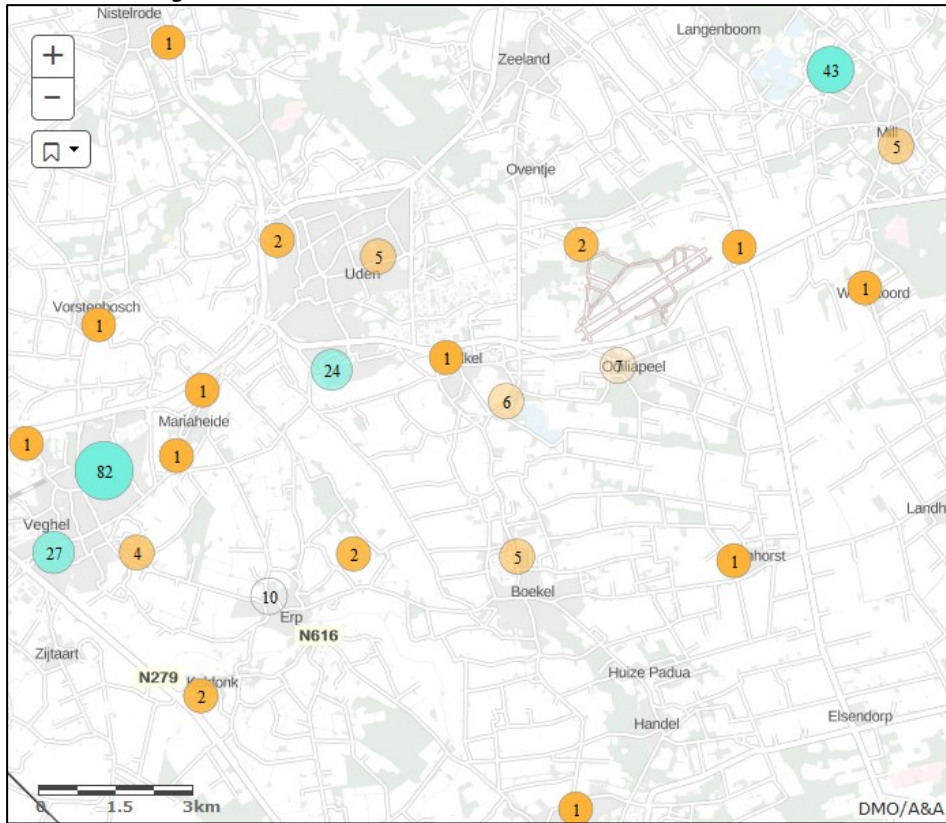 Nistelrode
1
Langenboom
+
Zeeland
43
−
Mill
5
Oventje
2
2
1
5
Uden
1
Vorstenbosch
1
1
24
7
6
1
Mariaheide
1
1
82
Landh
Veghel
27
4
2
5
1
10
Boekel
Erp
N616
Zijtaart
N279
Huize Padua
2
Elsendorp
Handel
0 1.5 3km
1
DMO/A&A